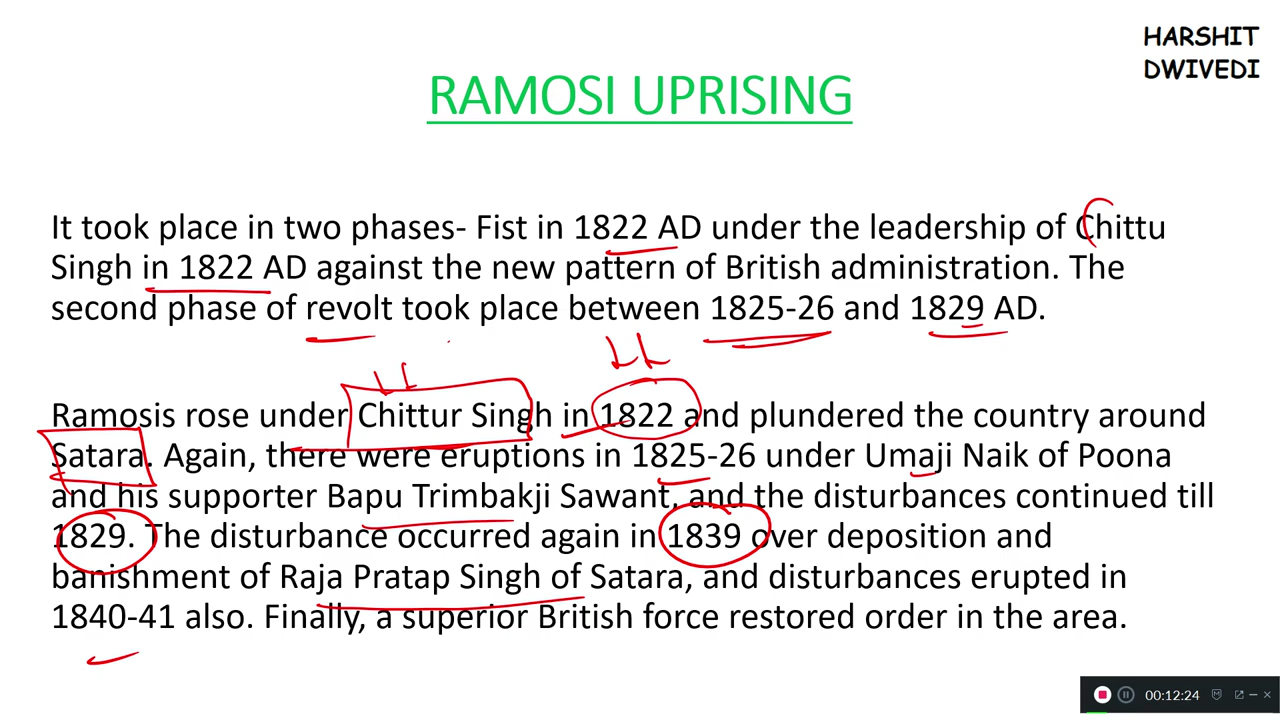 HARSHIT
DWIVEDI
RAMOSI UPRISING
It took place in two phases- Fist in 1822 AD under the leadership of Chittu
Singh in 1822 AD against the new pattern of British administration. The
second phase of revolt took place between 1825-26 and 1829 AD.
Ramosis rose under Chittur Singh in 1822 and plundered the country around
Satara. Again, there were eruptions in 1825-26 under Umaji Naik of Poona
and his supporter Bapu Trimbakji Sawant, and the disturbances continued till
1829. The disturbance occurred again in 1839 over deposition and
banishment of Raja Pratap Singh of Satara, and disturbances erupted in
1840-41 also. Finally, a superior British force restored order in the area.
00:12:24